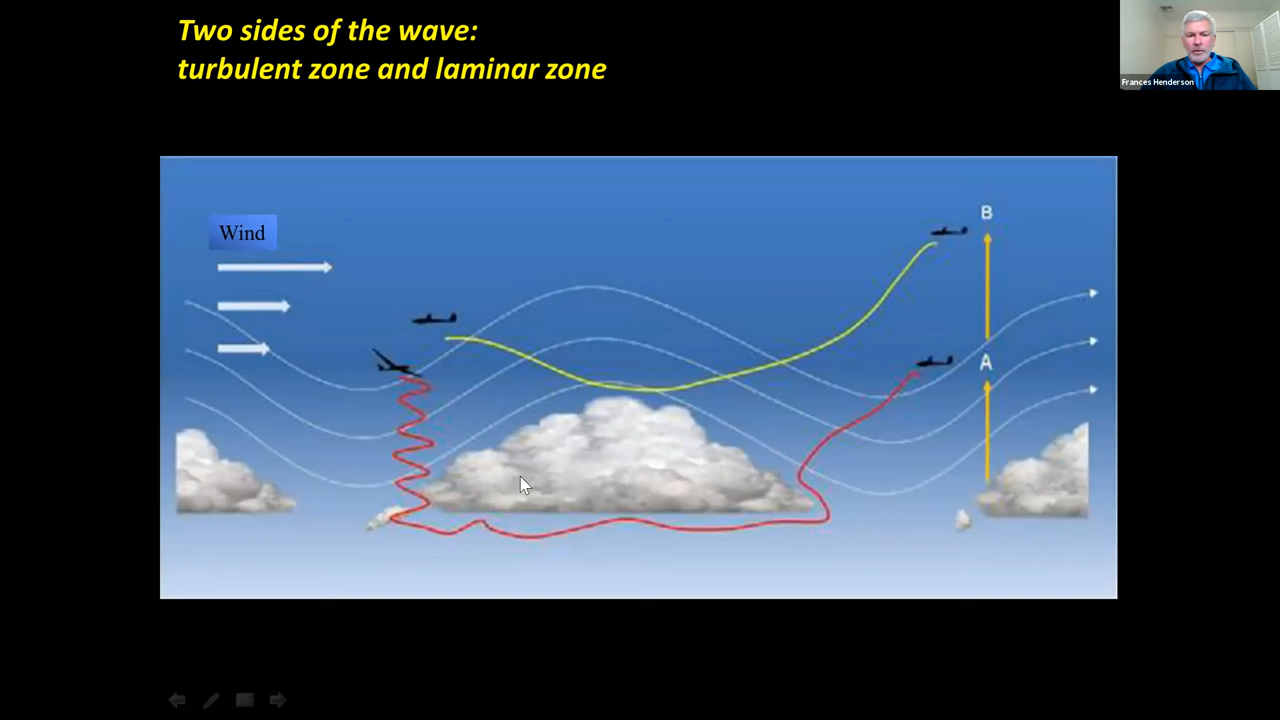 Two sides of the wave:
turbulent zone and laminar zone
Frances Henderson
Wind
B
A